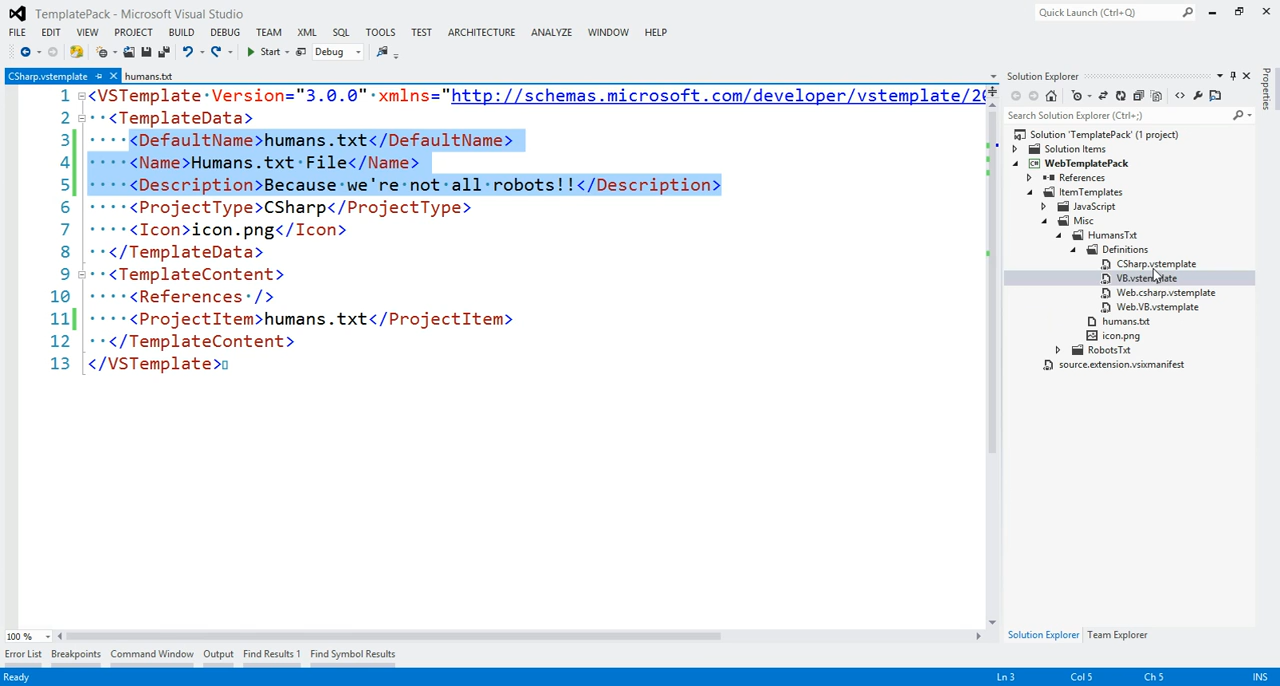 TemplatePack - Microsoft Visual Studio
Quick Launch (Ctrl+Q)
FILE EDIT VIEW PROJECT BUILD DEBUG TEAM XML SQL TOOLS TEST ARCHITECTURE ANALYZE WINDOW HELP
Start Debug
CSharp.vstemplate humans.txt
1 <VSTemplate·Version="3.0.0"·xmlns="http://schemas.microsoft.com/developer/vstemplate/20
2 ··<TemplateData>
3 ····<DefaultName>humans.txt</DefaultName>
4 ····<Name>Humans.txt·File</Name>
5 ····<Description>Because·we're·not·all·robots!!</Description>
6 ····<ProjectType>CSharp</ProjectType>
7 ····<Icon>icon.png</Icon>
8 ··</TemplateData>
9 ··<TemplateContent>
10 ····<References·/>
11 ····<ProjectItem>humans.txt</ProjectItem>
12 ··</TemplateContent>
13 </VSTemplate>
100 %
Solution Explorer
Search Solution Explorer (Ctrl+;)
Solution 'TemplatePack' (1 project)
Solution Items
WebTemplatePack
References
ItemTemplates
JavaScript
Misc
HumansTxt
Definitions
CSharp.vstemplate
VB.vstemplate
Web.csharp.vstemplate
Web.VB.vstemplate
humans.txt
icon.png
RobotsTxt
source.extension.vsixmanifest
Solution Explorer Team Explorer
Properties
Error List Breakpoints Command Window Output Find Results 1 Find Symbol Results
Ready Ln 3 Col 5 Ch 5 INS